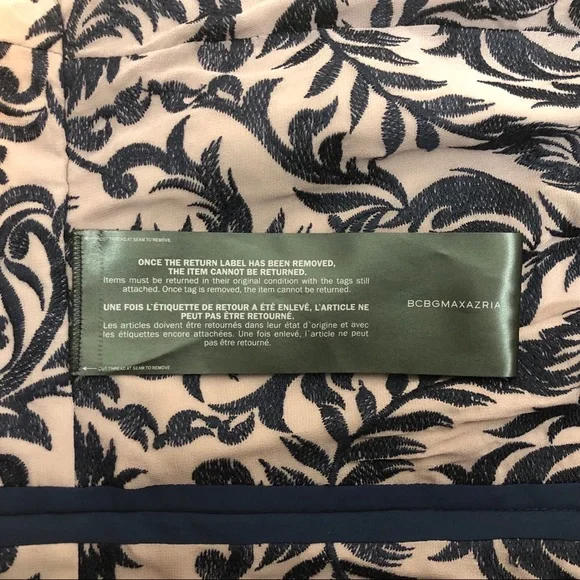 CUT THREAD AT SEAM TO REMOVE.
ONCE THE RETURN LABEL HAS BEEN REMOVED,
THE ITEM CANNOT BE RETURNED.
Items must be returned in their original condition with the tags still
attached. Once tag is removed, the item cannot be returned.
UNE FOIS L'ÉTIQUETTE DE RETOUR A ÉTÉ ENLEVÉ, L'ARTICLE NE
PEUT PAS ÊTRE RETOURNÉ.
Les articles doivent être retournés dans leur état d`origine et avec
les étiquettes encore attachées. Une fois enlevé, l`article ne peut
pas être retourné.
CUT THREAD AT SEAM TO REMOVE.
BCBGMAXAZRIA